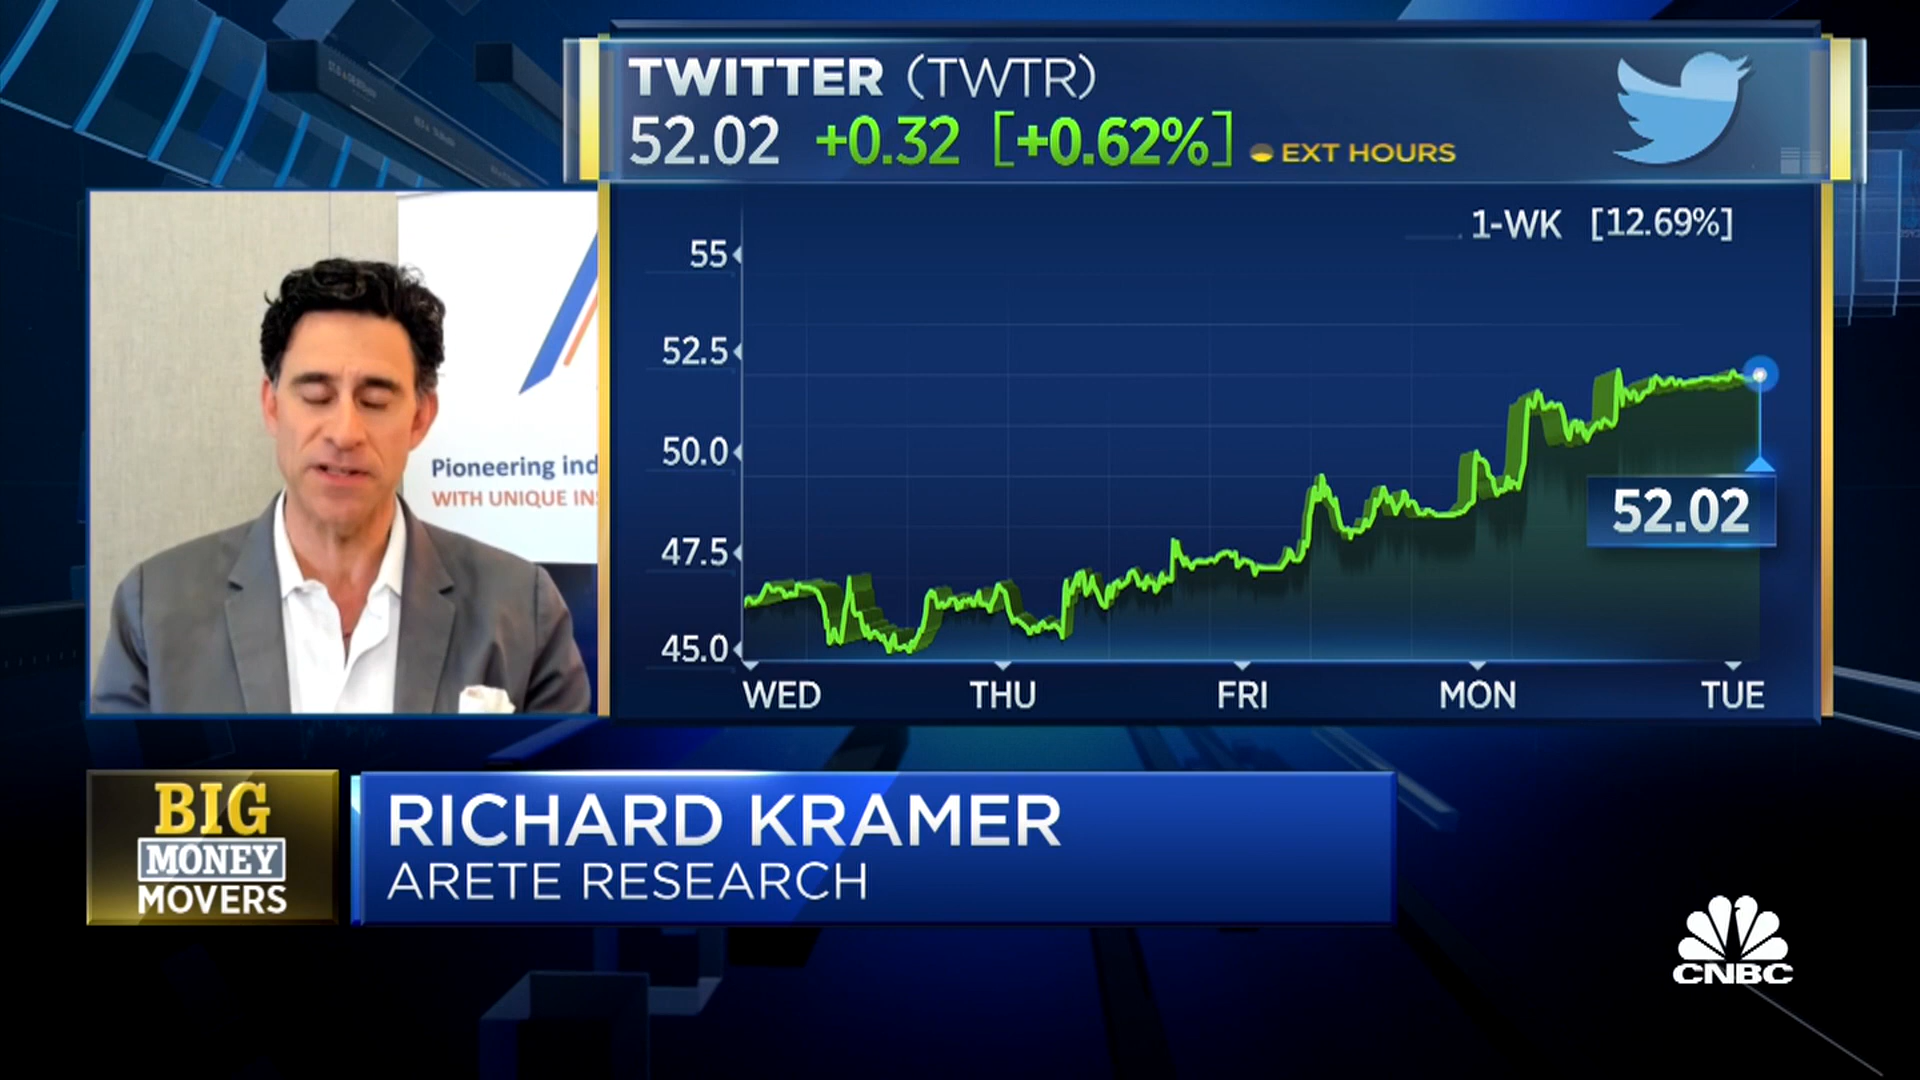 TWITTER (TWTR)
52.02 +0.32 [+0.62%] EXT HOURS
1-WK [12.69%]
55
52.5
50.0
47.5
45.0
52.02
WED THU FRI MON TUE
Pioneering ind
WITH UNIQUE INS
BIG
MONEY
MOVERS
RICHARD KRAMER
ARETE RESEARCH
CNBC